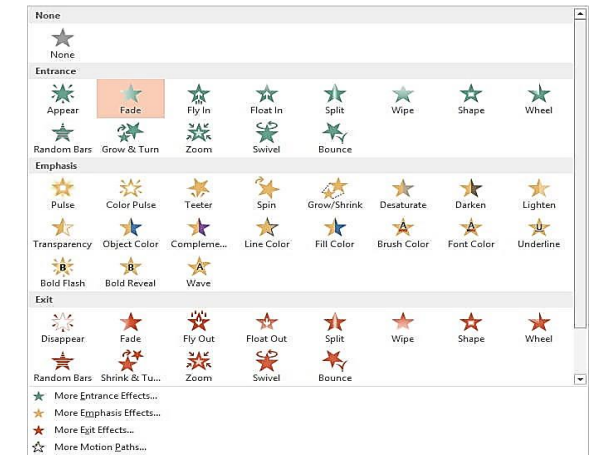 None
None
Entrance
Appear Fade Fly In Float In Split Wipe Shape Wheel
Random Bars Grow & Turn Zoom Swivel Bounce
Emphasis
Pulse Color Pulse Teeter Spin Grow/Shrink Desaturate Darken Lighten
Transparency Object Color Compleme... Line Color Fill Color Brush Color Font Color Underline
Bold Flash Bold Reveal Wave
Exit
Disappear Fade Fly Out Float Out Split Wipe Shape Wheel
Random Bars Shrink & Tu... Zoom Swivel Bounce
More Entrance Effects...
More Emphasis Effects...
More Exit Effects...
More Motion Paths...